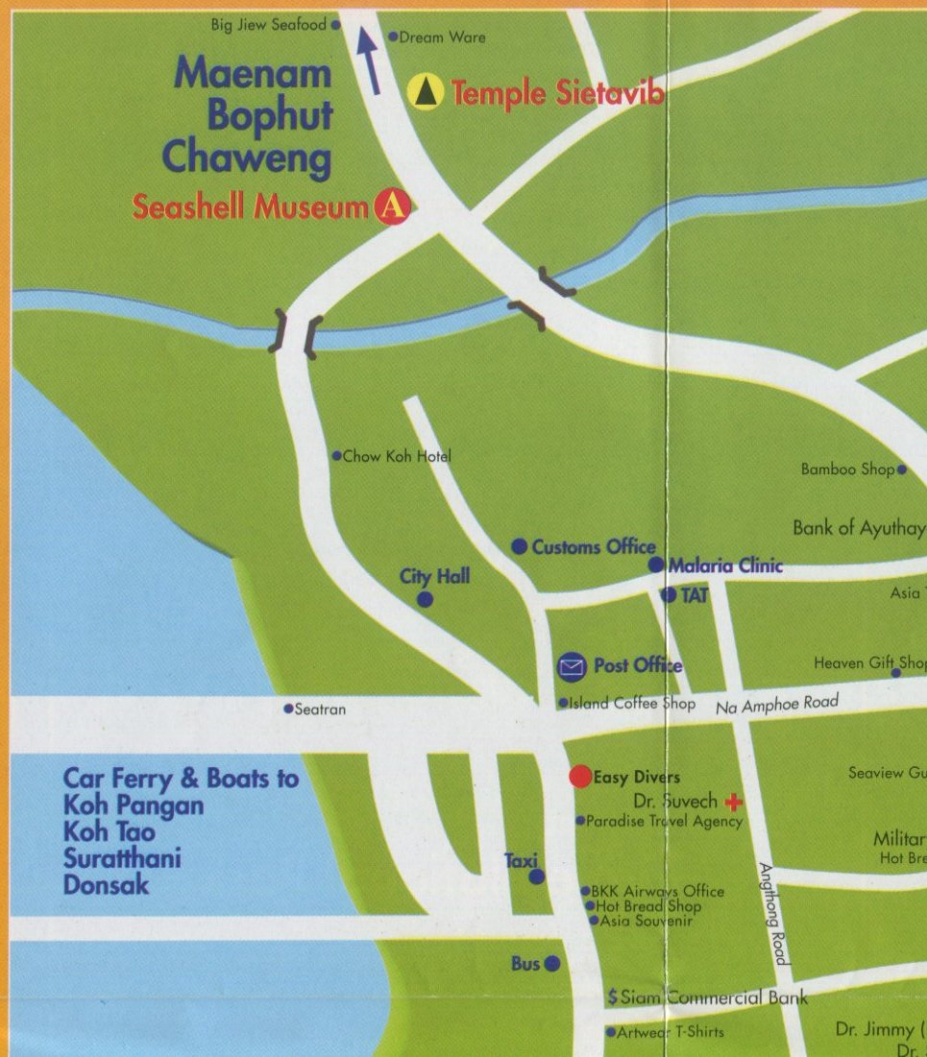 Big Jiew Seafood
Dream Ware
Maenam
Bophut
Chaweng
Temple Sietavib
Seashell Museum A
Chow Koh Hotel
Bamboo Shop
Bank of Ayuthay
Customs Office
Malaria Clinic
City Hall
TAT
Asia
Post Office
Heaven Gift Shop
Island Coffee Shop
Na Amphoe Road
Seatran
Car Ferry & Boats to
Koh Pangan
Koh Tao
Suratthani
Donsak
Easy Divers
Seaview Gu
Dr. Suvech
Paradise Travel Agency
Militar
Hot Bre
Taxi
BKK Airways Office
Hot Bread Shop
Asia Souvenir
Angthong Road
Bus
$ Siam Commercial Bank
Artwear T-Shirts
Dr. Jimmy (
Dr.